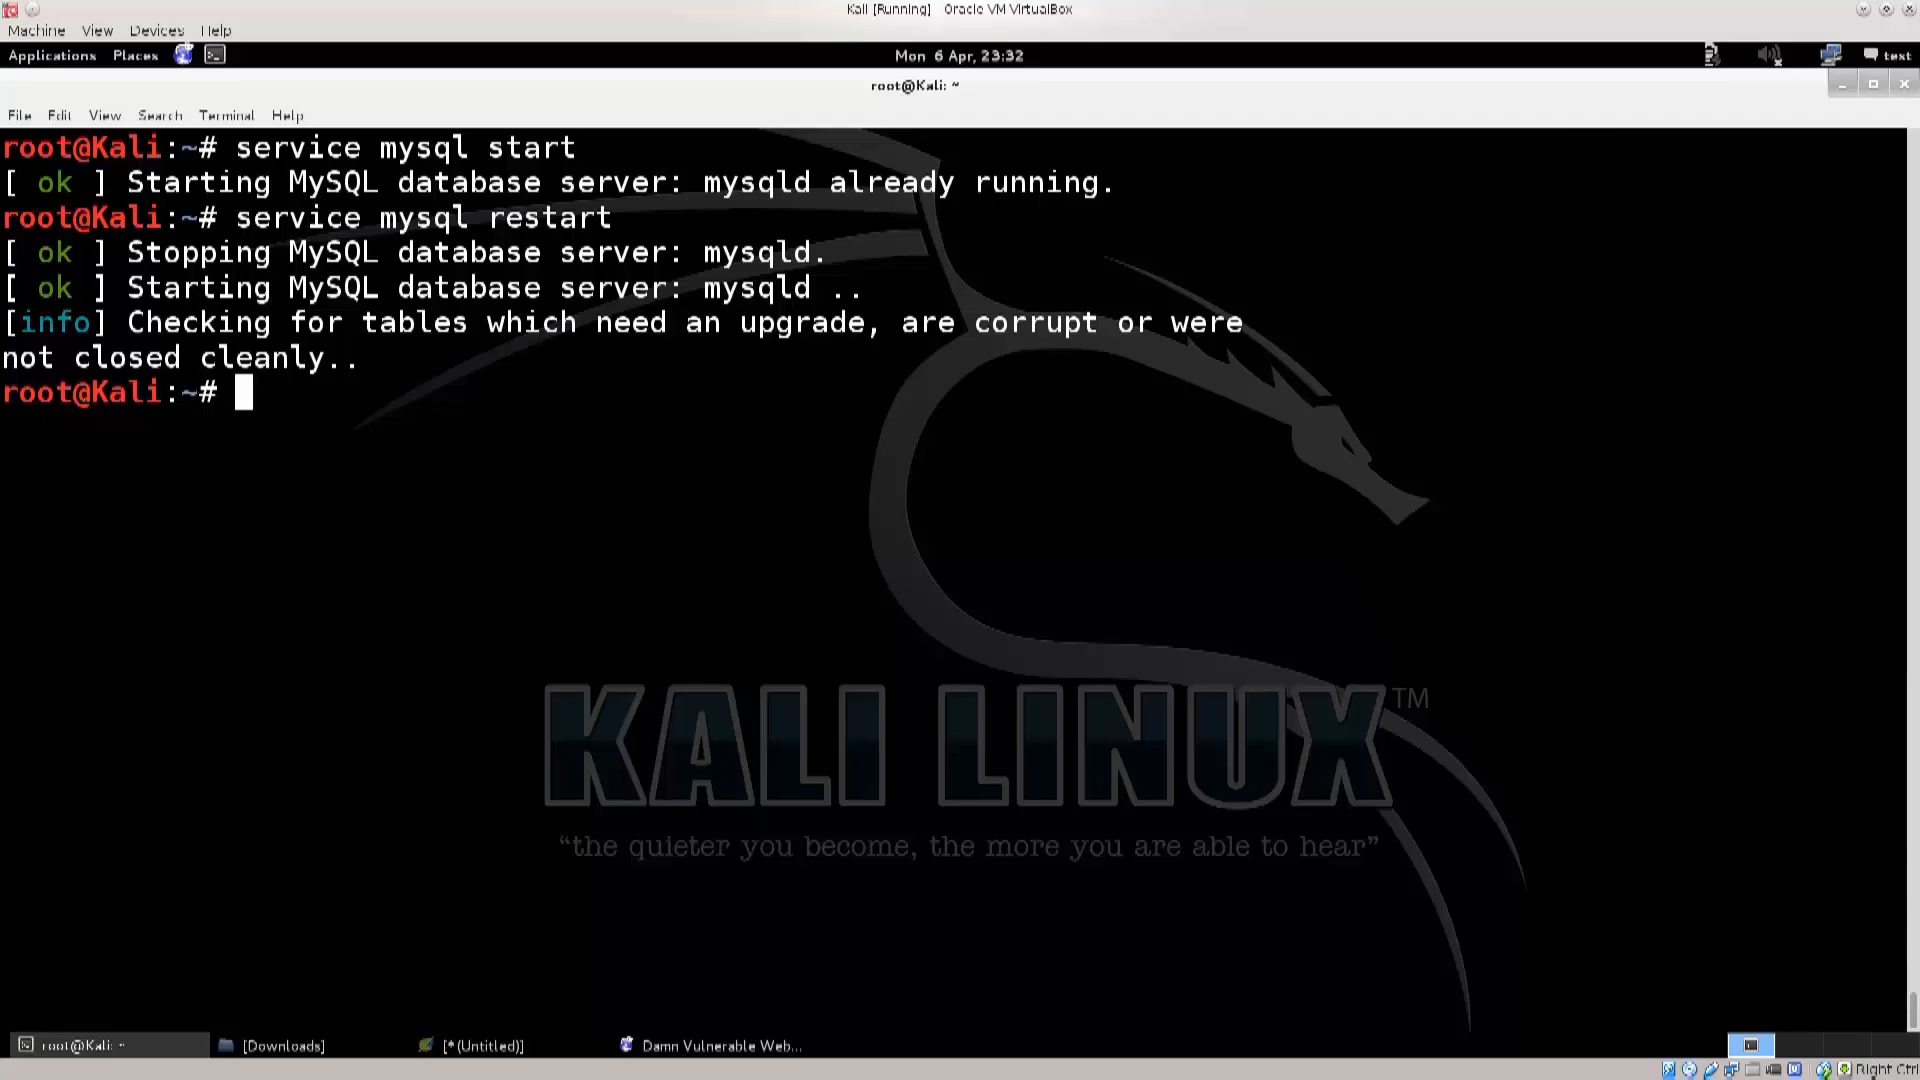 Kali [Running] - Oracle VM VirtualBox
Machine View Devices Help
Applications Places Mon 6 Apr, 23:32 text
root@Kali: ~
File Edit View Search Terminal Help
root@Kali:~# service mysql start
[ ok ] Starting MySQL database server: mysqld already running.
root@Kali:~# service mysql restart
[ ok ] Stopping MySQL database server: mysqld.
[ ok ] Starting MySQL database server: mysqld ..
[info] Checking for tables which need an upgrade, are corrupt or were
not closed cleanly..
root@Kali:~#
KALI LINUX™
“the quieter you become, the more you are able to hear”
root@Kali: ~ [Downloads] [*(Untitled)] Damn Vulnerable Web...
Right Ctrl